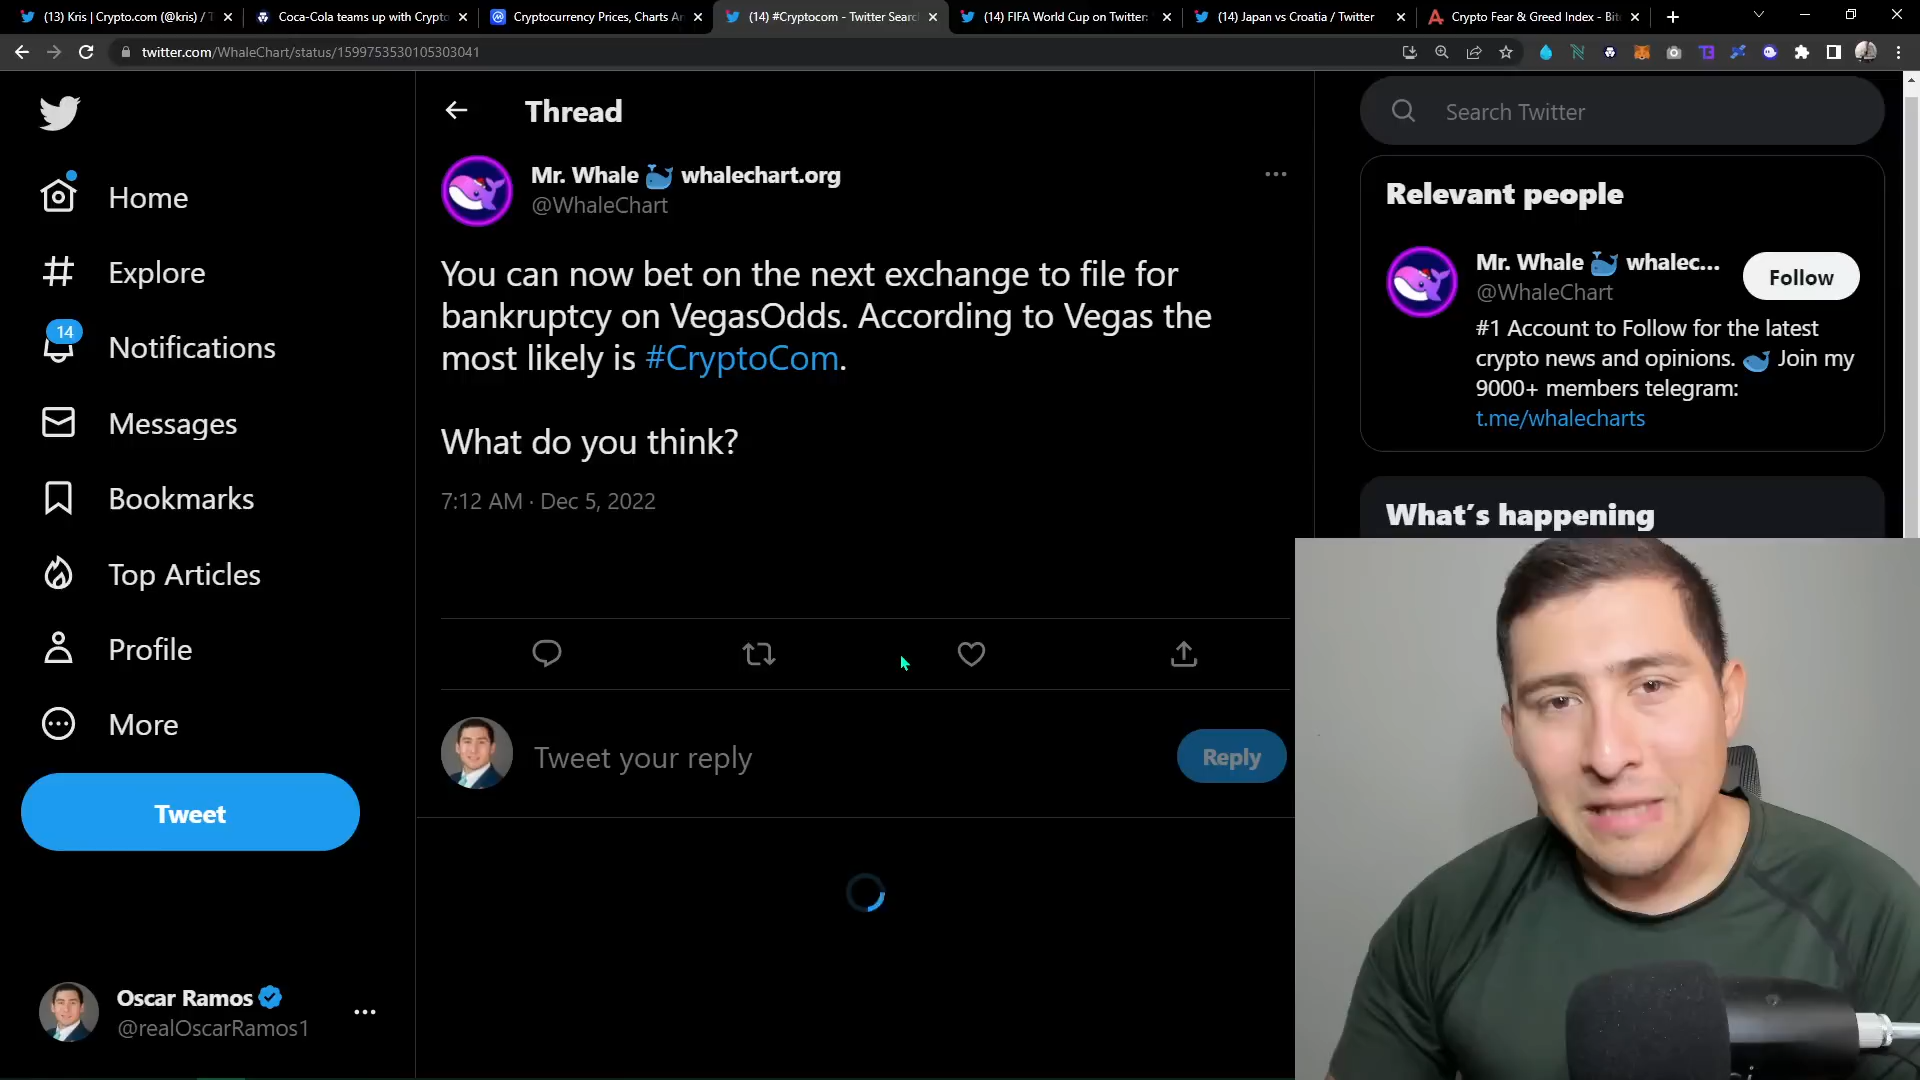 (13) Kris | Crypto.com (@kris) / T
Coca-Cola teams up with Crypto
Cryptocurrency Prices, Charts An
(14) #Cryptocom - Twitter Searc
(14) FIFA World Cup on Twitter:
(14) Japan vs Croatia / Twitter
Crypto Fear & Greed Index - Bit
twitter.com/WhaleChart/status/1599753530105303041
Home
Explore
14
Notifications
Messages
Bookmarks
Top Articles
Profile
More
Tweet
Oscar Ramos
@realOscarRamos1
Thread
Mr. Whale 🐳 whalechart.org
@WhaleChart
You can now bet on the next exchange to file for
bankruptcy on VegasOdds. According to Vegas the
most likely is #CryptoCom.
What do you think?
7:12 AM · Dec 5, 2022
Tweet your reply
Reply
Search Twitter
Relevant people
Mr. Whale 🐳 whalec...
@WhaleChart
Follow
#1 Account to Follow for the latest
crypto news and opinions. 🐋 Join my
9000+ members telegram:
t.me/whalecharts
What's happening